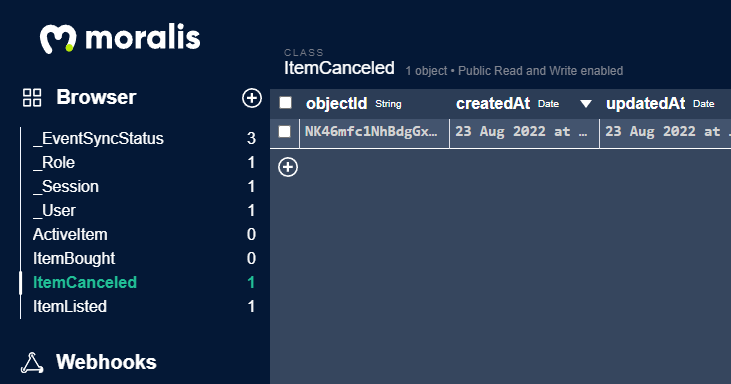 moralis
CLASS
ItemCanceled 1 object • Public Read and Write enabled
Browser
objectId String createdAt Date updatedAt Date
NK46mfc1NhBdgGx… 23 Aug 2022 at … 23 Aug 2022 at …
_EventSyncStatus 3
_Role 1
_Session 1
_User 1
ActiveItem 0
ItemBought 0
ItemCanceled 1
ItemListed 1
Webhooks